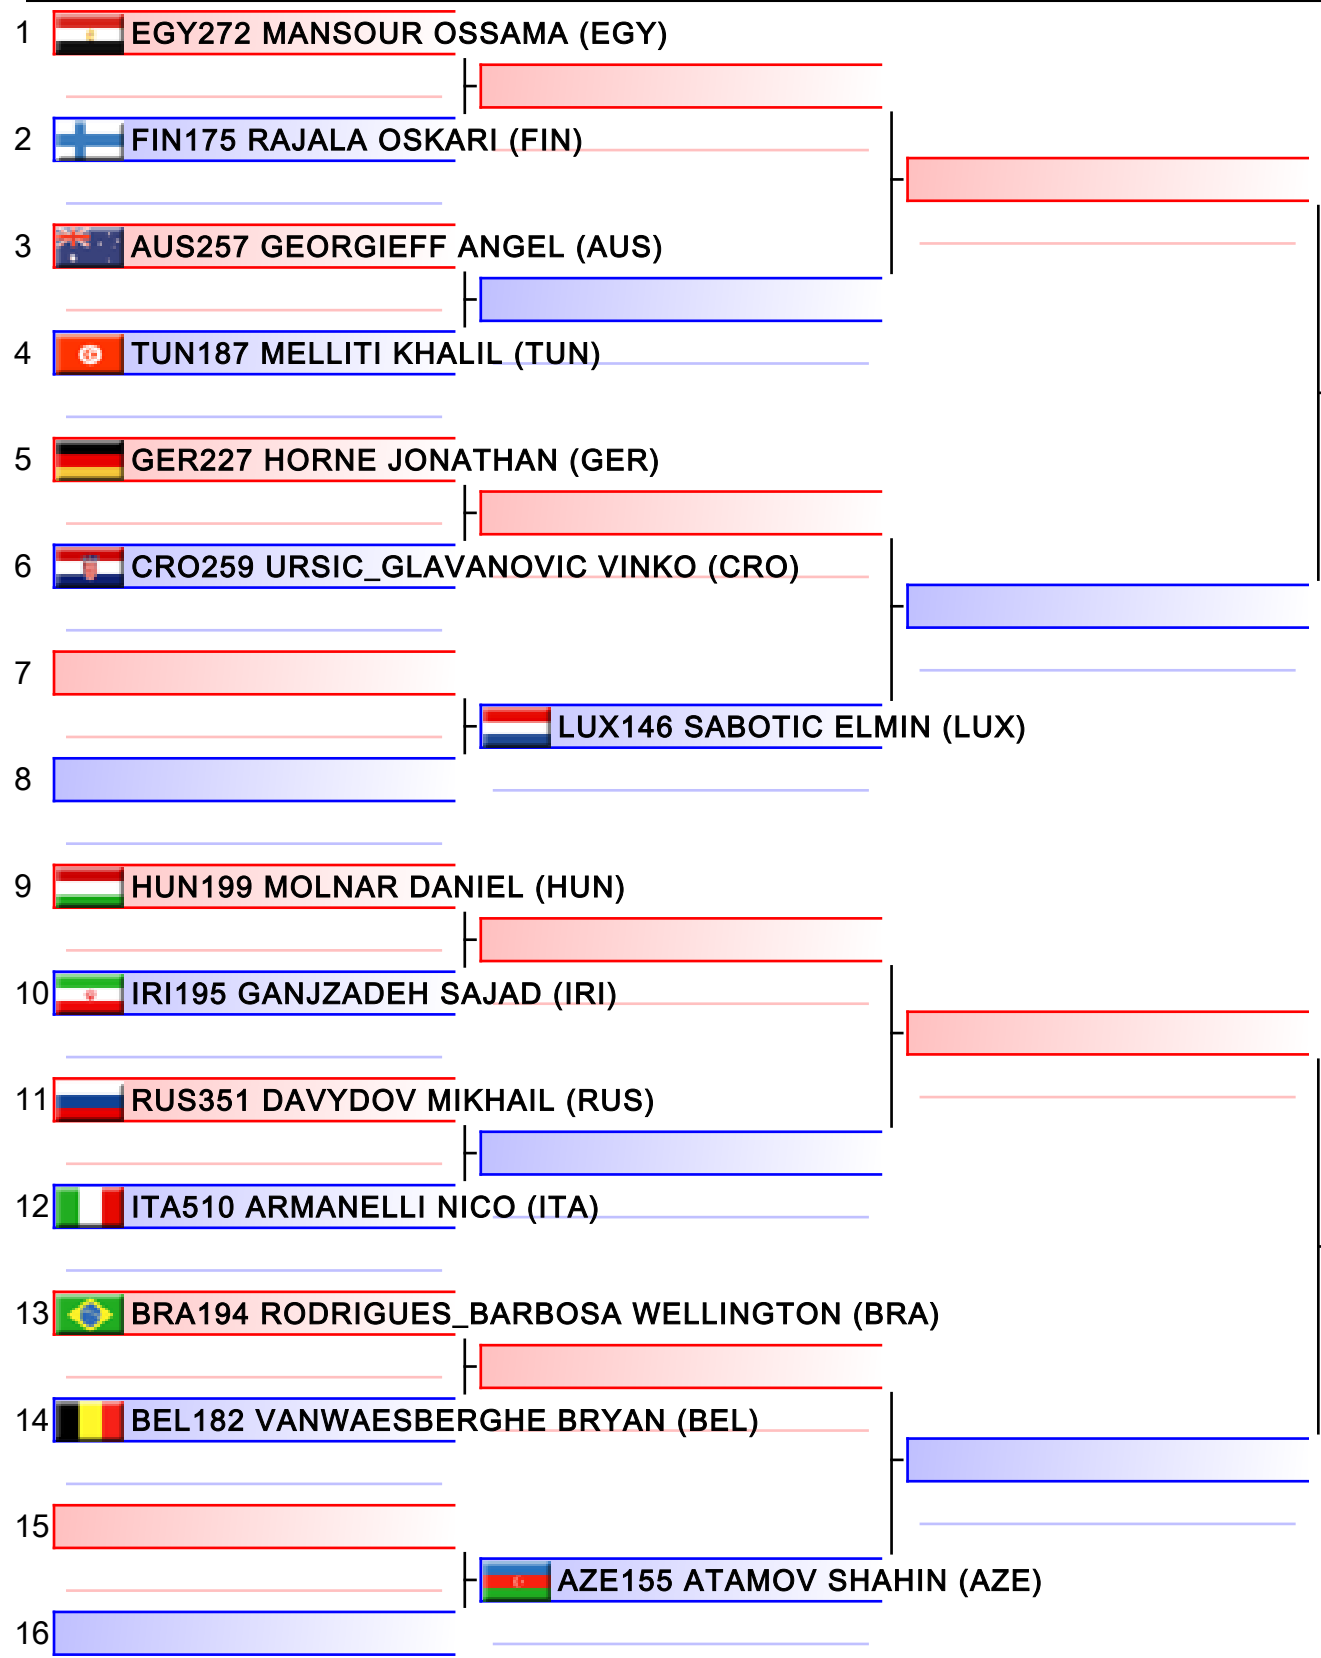 1 EGY272 MANSOUR OSSAMA (EGY)
2 FIN175 RAJALA OSKARI (FIN)
3 AUS257 GEORGIEFF ANGEL (AUS)
4 TUN187 MELLITI KHALIL (TUN)
5 GER227 HORNE JONATHAN (GER)
6 CRO259 URSIC_GLAVANOVIC VINKO (CRO)
7
LUX146 SABOTIC ELMIN (LUX)
8
9 HUN199 MOLNAR DANIEL (HUN)
10 IRI195 GANJZADEH SAJAD (IRI)
11 RUS351 DAVYDOV MIKHAIL (RUS)
12 ITA510 ARMANELLI NICO (ITA)
13 BRA194 RODRIGUES_BARBOSA WELLINGTON (BRA)
14 BEL182 VANWAESBERGHE BRYAN (BEL)
15
AZE155 ATAMOV SHAHIN (AZE)
16